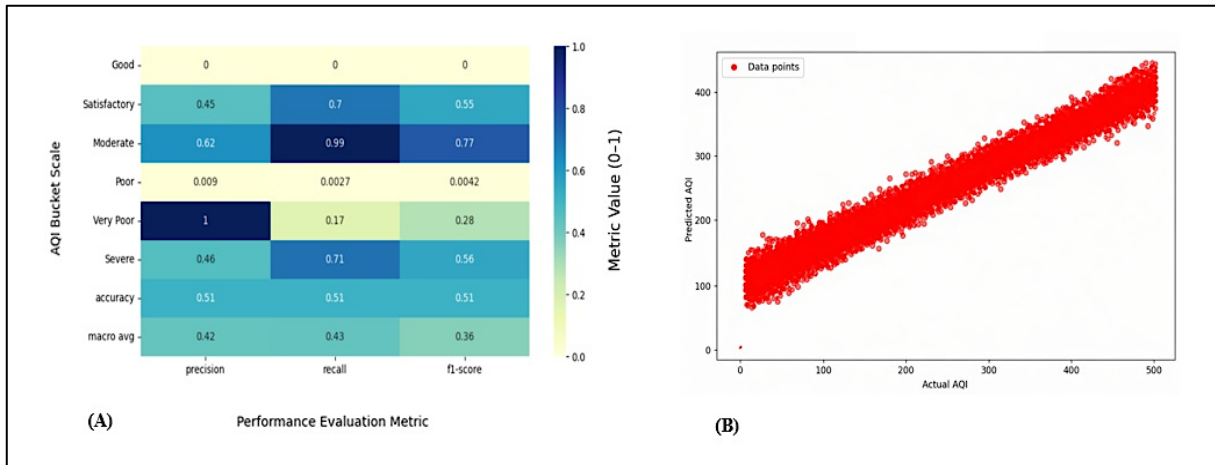 Good 0 0 0
Satisfactory 0.45 0.7 0.55
Moderate 0.62 0.99 0.77
Poor 0.009 0.0027 0.0042
Very Poor 1 0.17 0.28
Severe 0.46 0.71 0.56
accuracy 0.51 0.51 0.51
macro avg 0.42 0.43 0.36
precision recall f1-score
AQI Bucket Scale
Performance Evaluation Metric
1.0
0.8
0.6
0.4
0.2
0.0
Metric Value (0–1)
(A)
Data points
400
300
200
100
0
Predicted AQI
0 100 200 300 400 500
Actual AQI
(B)